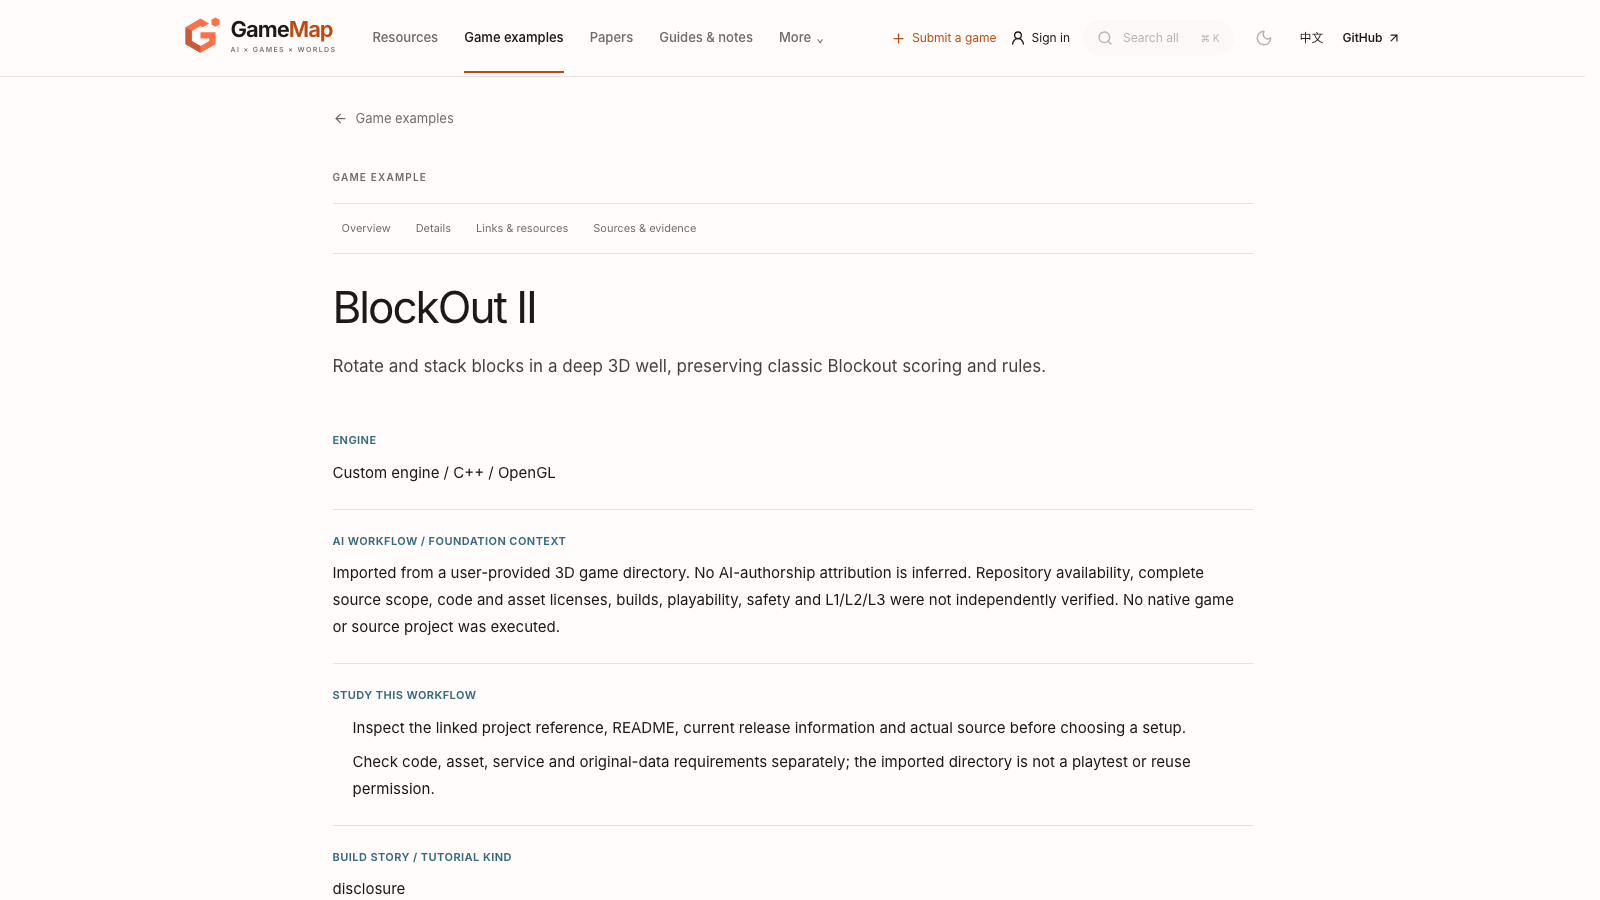 GameMap
AI × GAMES × WORLDS
Resources
Game examples
Papers
Guides & notes
More
Submit a game
Sign in
Search all
⌘ K
中文
GitHub
Game examples
GAME EXAMPLE
Overview
Details
Links & resources
Sources & evidence
BlockOut II
Rotate and stack blocks in a deep 3D well, preserving classic Blockout scoring and rules.
ENGINE
Custom engine / C++ / OpenGL
AI WORKFLOW / FOUNDATION CONTEXT
Imported from a user-provided 3D game directory. No AI-authorship attribution is inferred. Repository availability, complete
source scope, code and asset licenses, builds, playability, safety and L1/L2/L3 were not independently verified. No native game
or source project was executed.
STUDY THIS WORKFLOW
Inspect the linked project reference, README, current release information and actual source before choosing a setup.
Check code, asset, service and original-data requirements separately; the imported directory is not a playtest or reuse
permission.
BUILD STORY / TUTORIAL KIND
disclosure